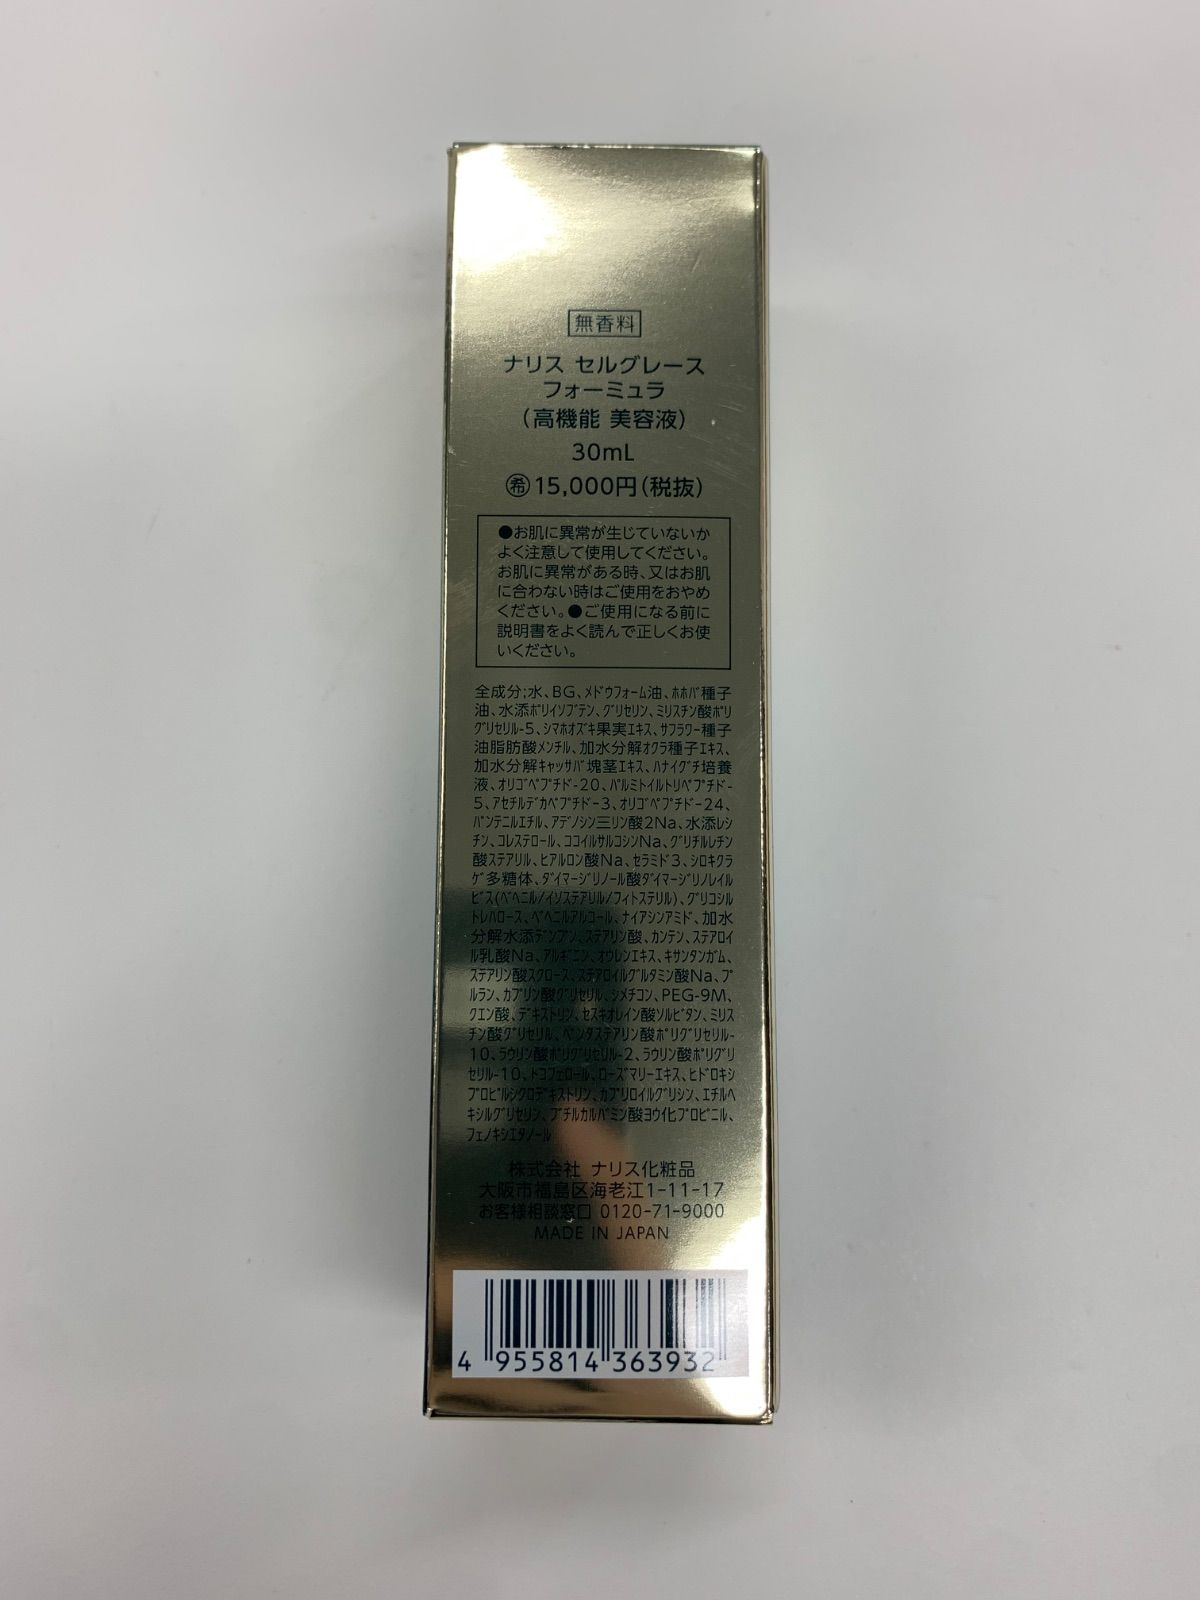 無香料
ナリス セルグレース
フォーミュラ
(高機能 美容液)
30mL
㊑15,000円(税抜)
●お肌に異常が生じていないか
よく注意して使用してください。
お肌に異常がある時、又はお肌
に合わない時はご使用をおやめ
ください。●ご使用になる前に
説明書をよく読んで正しくお使
いください。
全成分;水、BG、ﾒﾄﾞｳﾌｫｰﾑ油、ﾎﾎﾊﾞ種子
油、水添ﾎﾟﾘｲｿﾌﾞﾃﾝ、ｸﾞﾘｾﾘﾝ、ﾐﾘｽﾁﾝ酸ﾎﾟﾘ
ｸﾞﾘｾﾘﾙ-5、ｼﾏﾎｵｽﾞｷ果実ｴｷｽ、ｻﾌﾗﾜｰ種子
油脂肪酸ﾒﾝﾁﾙ、加水分解ｵｸﾗ種子ｴｷｽ、
加水分解ｷｬｯｻﾊﾞ塊茎ｴｷｽ、ﾊﾅｲｸﾞﾁ培養
液、ｵﾘｺﾞﾍﾟﾌﾟﾁﾄﾞ-20、ﾊﾟﾙﾐﾄｲﾙﾄﾘﾍﾟﾌﾟﾁﾄﾞ-
5、ｱｾﾁﾙﾃﾞｶﾍﾟﾌﾟﾁﾄﾞ-3、ｵﾘｺﾞﾍﾟﾌﾟﾁﾄﾞ-24、
ﾊﾟﾝﾃﾆﾙｴﾁﾙ、ｱﾃﾞﾉｼﾝ三ﾘﾝ酸2Na、水添ﾚｼ
ﾁﾝ、ｺﾚｽﾃﾛｰﾙ、ｺｺｲﾙｻﾙｺｼﾝNa、ｸﾞﾘﾁﾙﾚﾁﾝ
酸ｽﾃｱﾘﾙ、ﾋｱﾙﾛﾝ酸Na、ｾﾗﾐﾄﾞ3、ｼﾛｷｸﾗ
ｹﾞ多糖体、ﾀﾞｲﾏｰｼﾞﾘﾉｰﾙ酸ﾀﾞｲﾏｰｼﾞﾘﾉﾚｲﾙ
ﾋﾞｽ(ﾍﾞﾍﾆﾙ/ｲｿｽﾃｱﾘﾙ/ﾌｨﾄｽﾃﾘﾙ)、ｸﾞﾘｺｼﾙ
ﾄﾚﾊﾛｰｽ、ﾍﾞﾍﾆﾙｱﾙｺｰﾙ、ﾅｲｱｼﾝｱﾐﾄﾞ、加水
分解水添ﾃﾞﾝﾌﾟﾝ、ｽﾃｱﾘﾝ酸、ｶﾝﾃﾝ、ｽﾃｱﾛｲ
ﾙ乳酸Na、ｱﾙｷﾞﾆﾝ、ｵｳﾚﾝｴｷｽ、ｷｻﾝﾀﾝｶﾞﾑ、
ｽﾃｱﾘﾝ酸ｽｸﾛｰｽ、ｽﾃｱﾛｲﾙｸﾞﾙﾀﾐﾝ酸Na、ﾌﾟ
ﾙﾗﾝ、ｶﾌﾟﾘﾝ酸ｸﾞﾘｾﾘﾙ、ｼﾒﾁｺﾝ、PEG-9M、
ｸｴﾝ酸、ﾃﾞｷｽﾄﾘﾝ、ｾｽｷｵﾚｲﾝ酸ｿﾙﾋﾞﾀﾝ、ﾐﾘｽ
ﾁﾝ酸ｸﾞﾘｾﾘﾙ、ﾍﾟﾝﾀｽﾃｱﾘﾝ酸ﾎﾟﾘｸﾞﾘｾﾘﾙ-
10、ﾗｳﾘﾝ酸ﾎﾟﾘｸﾞﾘｾﾘﾙ-2、ﾗｳﾘﾝ酸ﾎﾟﾘｸﾞﾘ
ｾﾘﾙ-10、ﾄｺﾌｪﾛｰﾙ、ﾛｰｽﾞﾏﾘｰｴｷｽ、ﾋﾄﾞﾛｷｼ
ﾌﾟﾛﾋﾟﾙｼｸﾛﾃﾞｷｽﾄﾘﾝ、ｶﾌﾟﾘﾛｲﾙｸﾞﾘｼﾝ、ｴﾁﾙﾍ
ｷｼﾙｸﾞﾘｾﾘﾝ、ﾌﾞﾁﾙｶﾙﾊﾞﾐﾝ酸ﾖｳ化ﾌﾟﾛﾋﾟﾆﾙ、
ﾌｪﾉｷｼｴﾀﾉｰﾙ
株式会社 ナリス化粧品
大阪市福島区海老江1-11-17
お客様相談窓口 0120-71-9000
MADE IN JAPAN
4 955814 363932